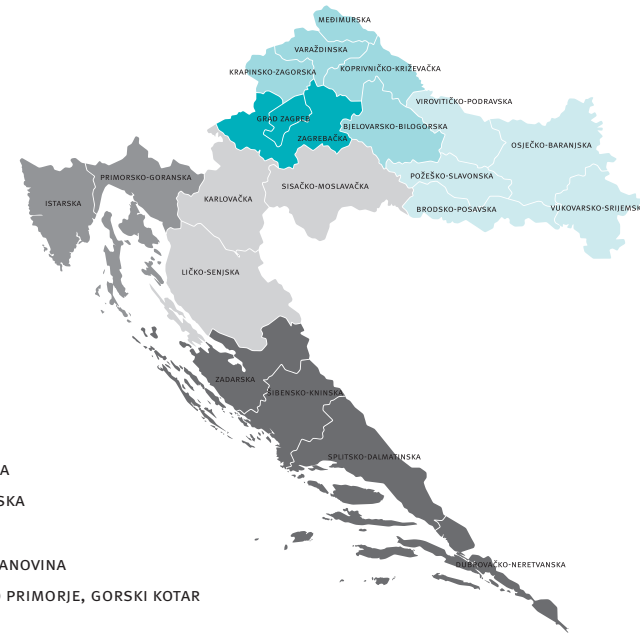 MEĐIMURSKA
VARAŽDINSKA
KRAPINSKO-ZAGORSKA
KOPRIVNIČKO-KRIŽEVAČKA
VIROVITIČKO-PODRAVSKA
GRAD ZAGREB
BJELOVARSKO-BILOGORSKA
ZAGREBAČKA
OSJEČKO-BARANJSKA
PRIMORSKO-GORANSKA
POŽEŠKO-SLAVONSKA
SISAČKO-MOSLAVAČKA
ISTARSKA
KARLOVAČKA
BRODSKO-POSAVSKA
VUKOVARSKO-SRIJEMSK
LIČKO-SENJSKA
ZADARSKA
ŠIBENSKO-KNINSKA
SPLITSKO-DALMATINSKA
A
SKA
ANOVINA
DUBROVAČKO-NERETVANSKA
PRIMORJE, GORSKI KOTAR